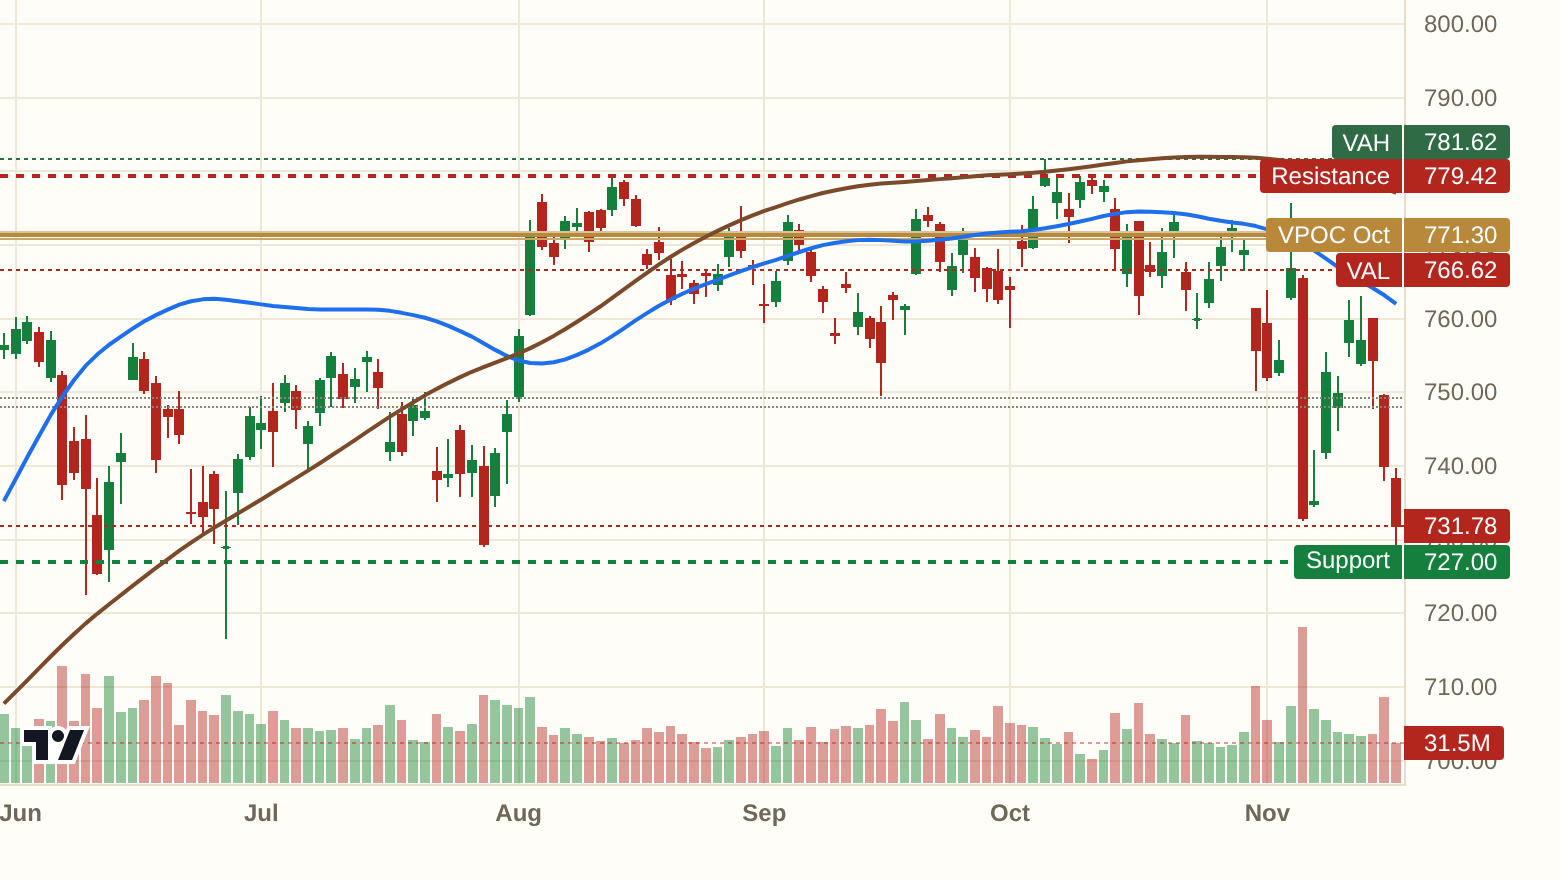 800.00
790.00
VAH 781.62
Resistance 779.42
VPOC Oct 771.30
VAL 766.62
760.00
750.00
740.00
731.78
Support 727.00
720.00
710.00
31.5M
700.00
Jun Jul Aug Sep Oct Nov